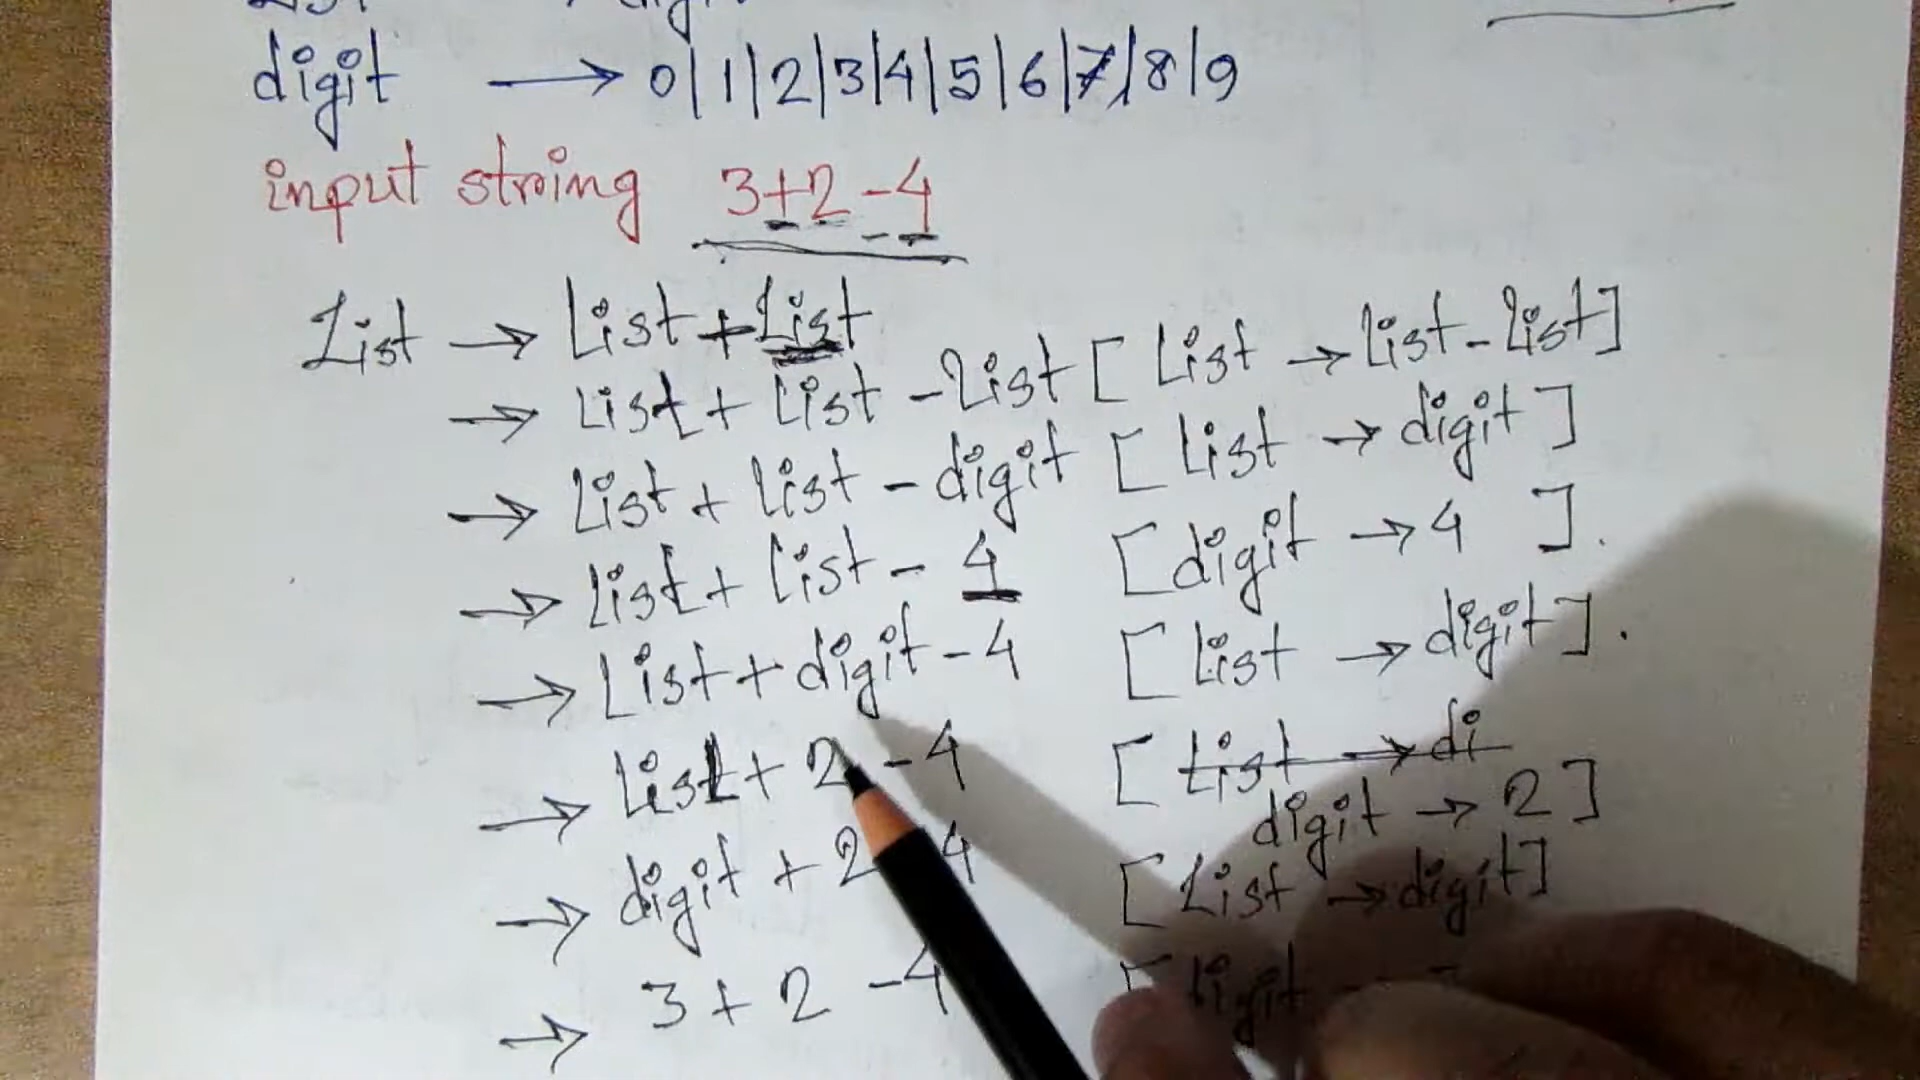 digit → 0|1|2|3|4|5|6|7|8|9
input string 3+2-4
List → List + List
→ List + List - List [ List → List - List ]
→ List + List - digit [ List → digit ]
→ List + List - 4 [ digit → 4 ].
→ List + digit - 4 [ List → digit ].
→ List + 2 - 4 [ List → di
digit → 2 ]
→ digit + 2 4 [ List → digit ]
→ 3 + 2 - 4 [ digit